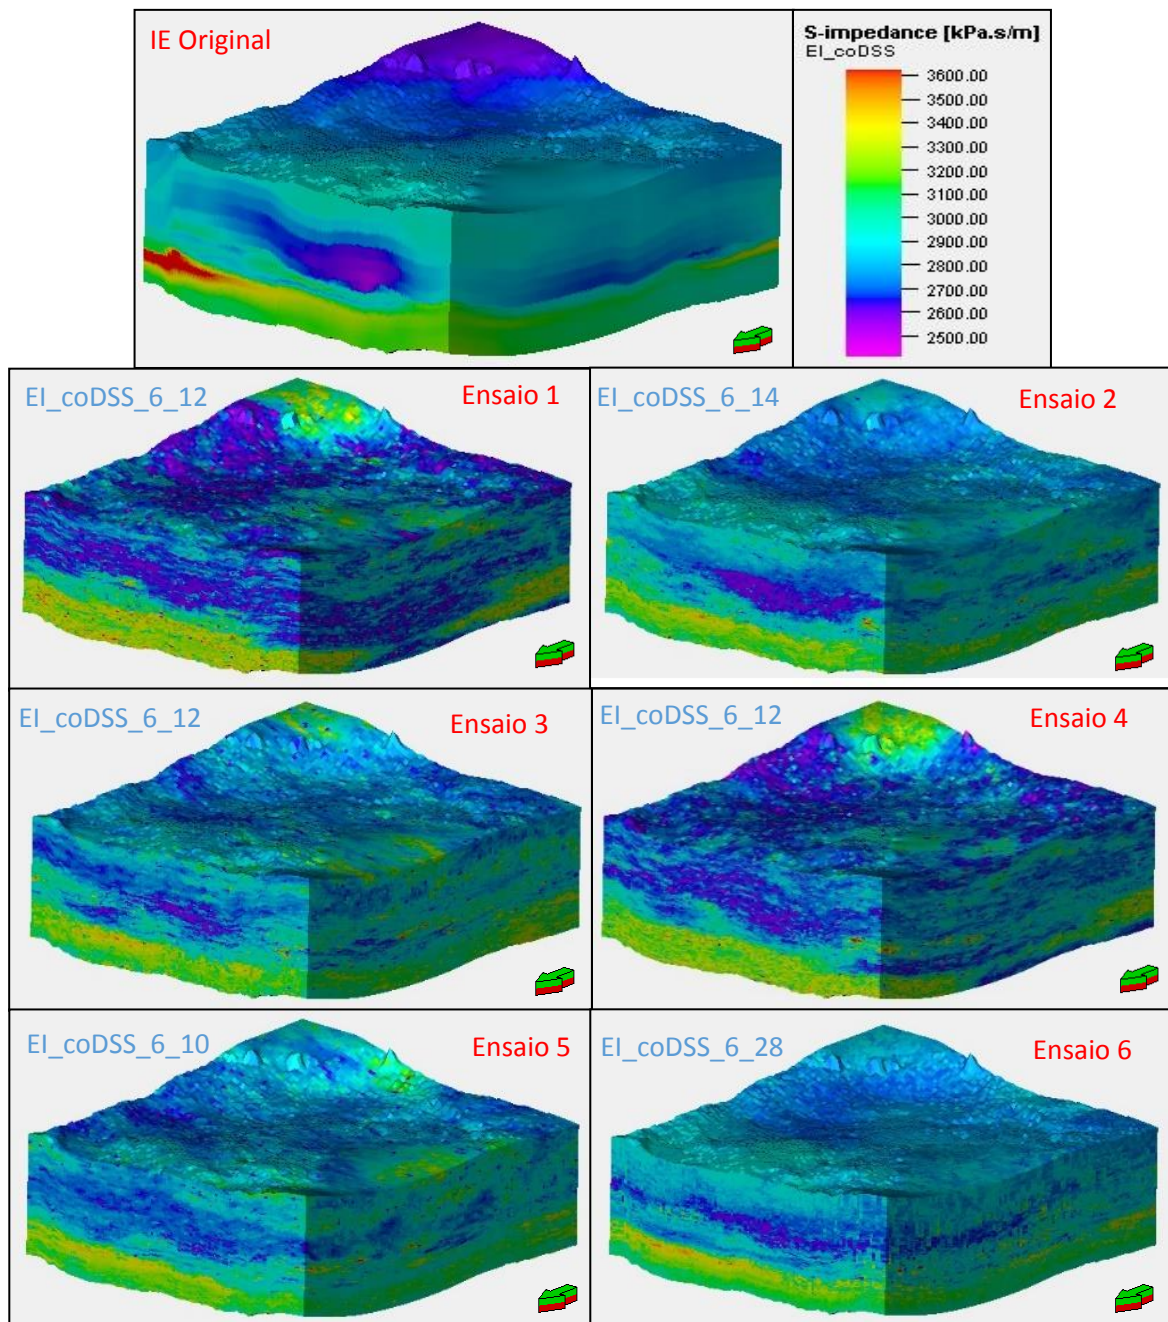 IE Original
S-impedance [kPa.s/m]
EI_coDSS
3600.00
3500.00
3400.00
3300.00
3200.00
3100.00
3000.00
2900.00
2800.00
2700.00
2600.00
2500.00
EI_coDSS_6_12
Ensaio 1
EI_coDSS_6_14
Ensaio 2
EI_coDSS_6_12
Ensaio 3
EI_coDSS_6_12
Ensaio 4
EI_coDSS_6_10
Ensaio 5
EI_coDSS_6_28
Ensaio 6